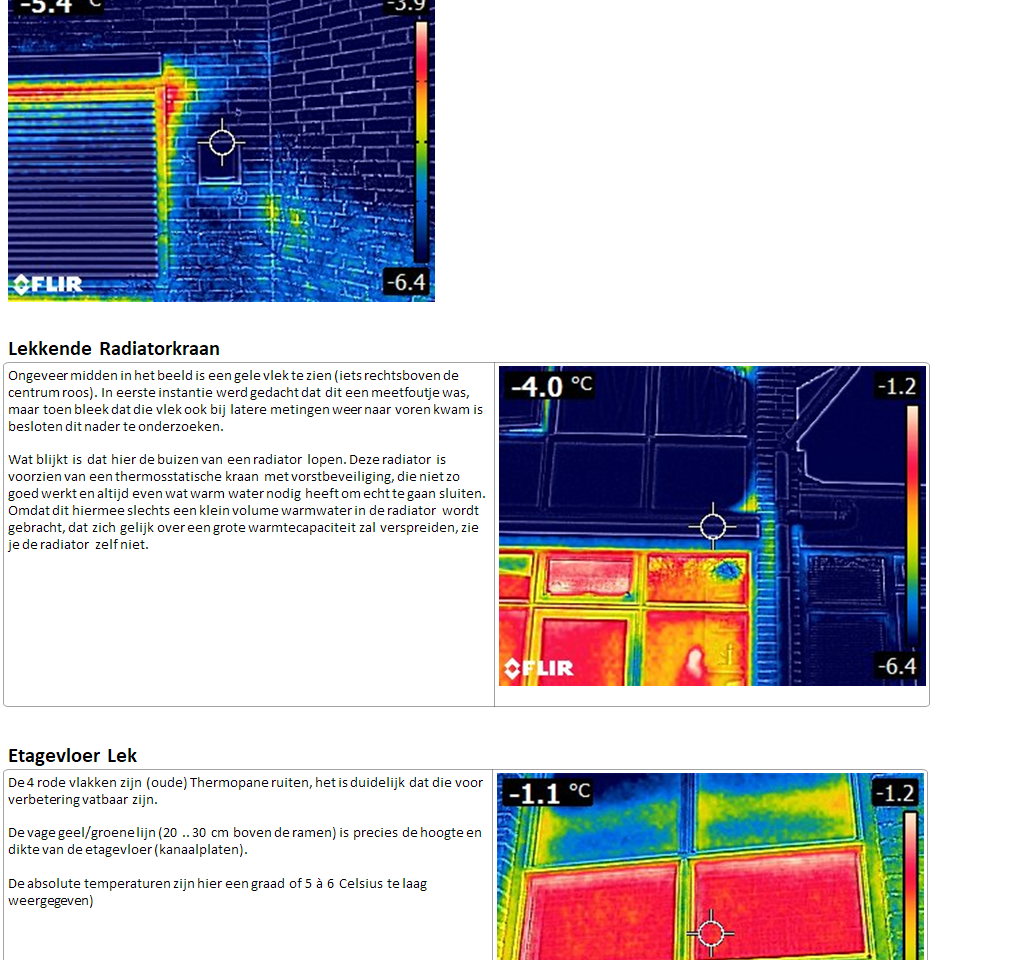 -5.4 °C
-3.9
FLIR
-6.4
Lekkende Radiatorkraan
Ongeveer midden in het beeld is een gele vlek te zien (iets rechtsboven de
centrum roos). In eerste instantie werd gedacht dat dit een meetfoutje was,
maar toen bleek dat die vlek ook bij latere metingen weer naar voren kwam is
besloten dit nader te onderzoeken.
Wat blijkt is dat hier de buizen van een radiator lopen. Deze radiator is
voorzien van een thermosstatische kraan met vorstbeveiliging, die niet zo
goed werkt en altijd even wat warm water nodig heeft om echt te gaan sluiten.
Omdat dit hiermee slechts een klein volume warmwater in de radiator wordt
gebracht, dat zich gelijk over een grote warmtecapaciteit zal verspreiden, zie
je de radiator zelf niet.
-4.0 °C
-1.2
FLIR
-6.4
Etagevloer Lek
De 4 rode vlakken zijn (oude) Thermopane ruiten, het is duidelijk dat die voor
verbetering vatbaar zijn.
De vage geel/groene lijn (20 .. 30 cm boven de ramen) is precies de hoogte en
dikte van de etagevloer (kanaalplaten).
De absolute temperaturen zijn hier een graad of 5 à 6 Celsius te laag
weergegeven)
-1.1 °C
-1.2